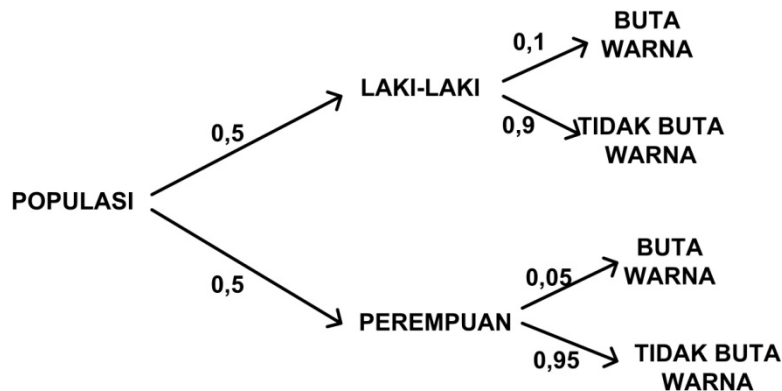 BUTA
WARNA
0,1
LAKI-LAKI
0,9
TIDAK BUTA
WARNA
0,5
POPULASI
0,5
BUTA
WARNA
0,05
PEREMPUAN
0,95
TIDAK BUTA
WARNA